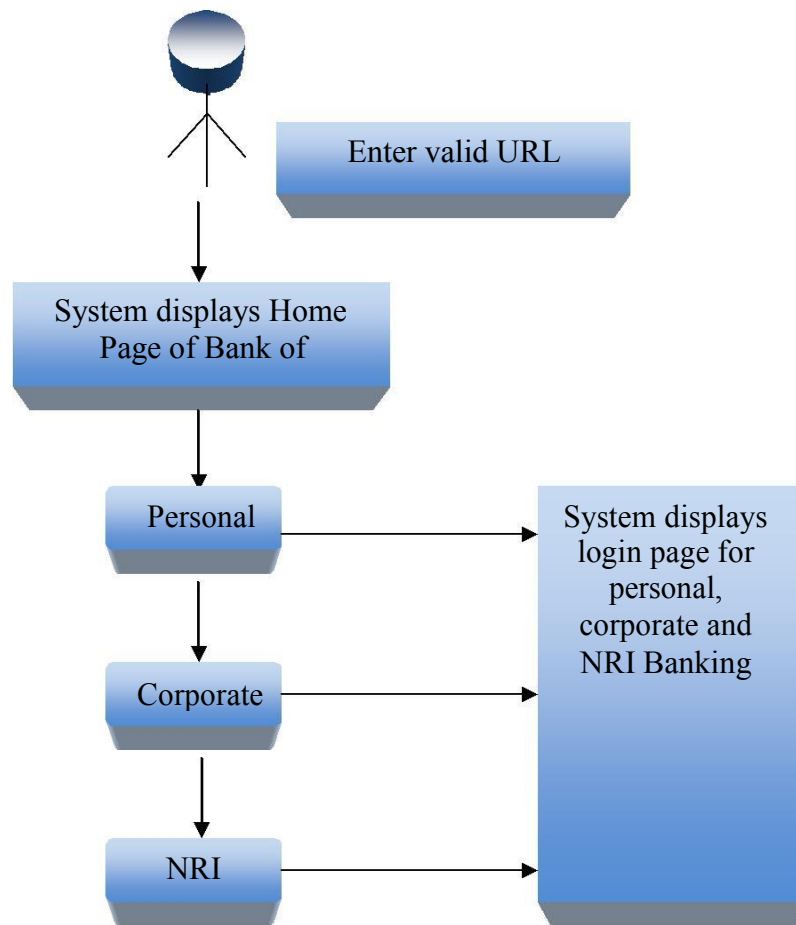 Enter valid URL
System displays Home
Page of Bank of
Personal
System displays
login page for
personal,
corporate and
NRI Banking
Corporate
NRI